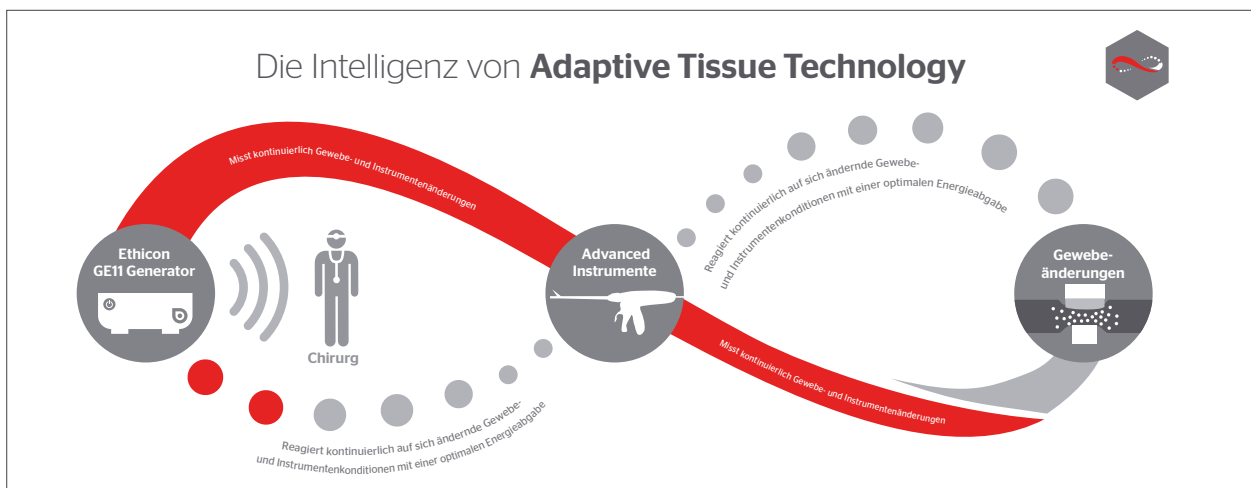 Die Intelligenz von Adaptive Tissue Technology
Misst kontinuierlich Gewebe- und Instrumentenänderungen
Ethicon
GE11 Generator
Chirurg
Reagiert kontinuierlich auf sich ändernde Gewebe-
und Instrumentenkonditionen mit einer optimalen Energieabgabe
Advanced
Instrumente
Reagiert kontinuierlich auf sich ändernde Gewebe-
und Instrumentenkonditionen mit einer optimalen Energieabgabe
Misst kontinuierlich Gewebe- und Instrumentenänderungen
Gewebe-
änderungen